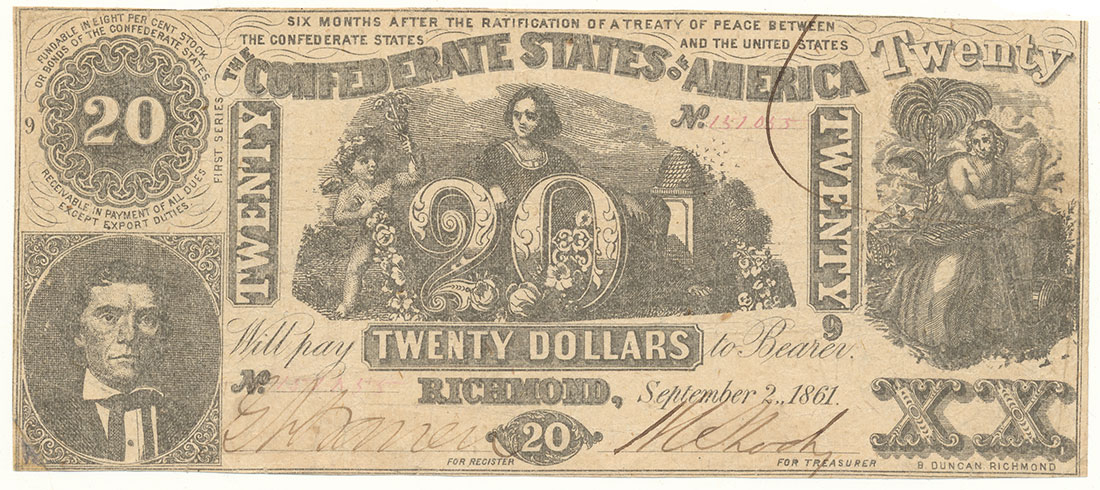 SIX MONTHS AFTER THE RATIFICATION OF A TREATY OF PEACE BETWEEN
THE CONFEDERATE STATES AND THE UNITED STATES
THE CONFEDERATE STATES OF AMERICA
Twenty
FUNDABLE IN EIGHT PER CENT STOCK
OR BONDS OF THE CONFEDERATE STATES
20
9
RECEIVABLE IN PAYMENT OF ALL DUES
EXCEPT EXPORT DUTIES
FIRST SERIES
TWENTY
No.
20
TWENTY
9
Will pay TWENTY DOLLARS to Bearer.
No.
RICHMOND, September 2., 1861.
20
FOR REGISTER
FOR TREASURER
XX
B. DUNCAN, RICHMOND